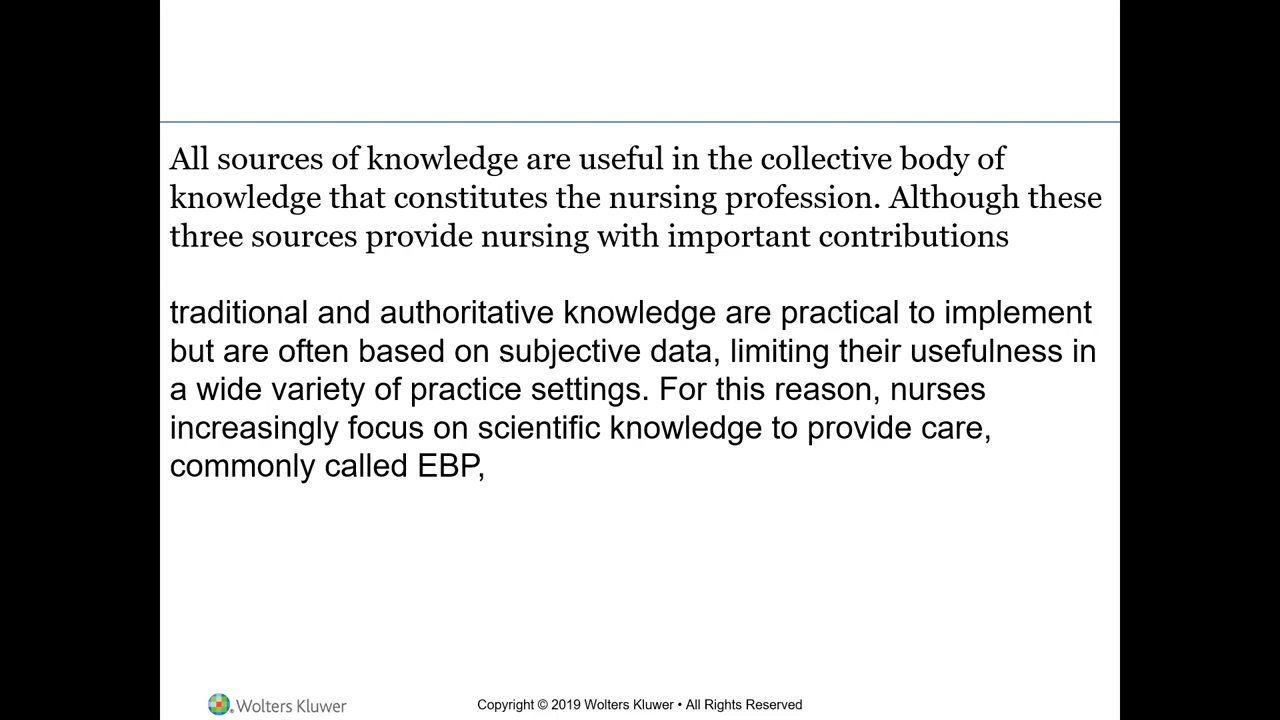 All sources of knowledge are useful in the collective body of
knowledge that constitutes the nursing profession. Although these
three sources provide nursing with important contributions
traditional and authoritative knowledge are practical to implement
but are often based on subjective data, limiting their usefulness in
a wide variety of practice settings. For this reason, nurses
increasingly focus on scientific knowledge to provide care,
commonly called EBP,
Wolters Kluwer
Copyright © 2019 Wolters Kluwer • All Rights Reserved